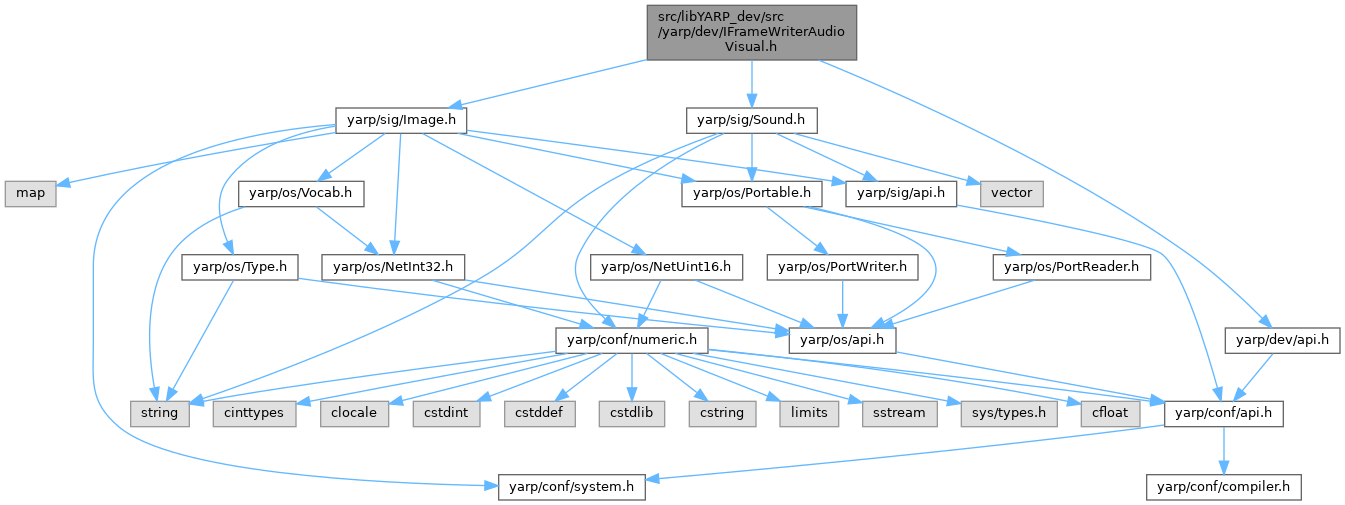 src/libYARP_dev/src
/yarp/dev/IFrameWriterAudio
Visual.h
yarp/sig/Image.h
yarp/sig/Sound.h
map
yarp/os/Vocab.h
yarp/os/Portable.h
yarp/sig/api.h
vector
yarp/os/Type.h
yarp/os/NetInt32.h
yarp/os/NetUint16.h
yarp/os/PortWriter.h
yarp/os/PortReader.h
yarp/conf/numeric.h
yarp/os/api.h
yarp/dev/api.h
string
cinttypes
clocale
cstdint
cstddef
cstdlib
cstring
limits
sstream
sys/types.h
cfloat
yarp/conf/api.h
yarp/conf/system.h
yarp/conf/compiler.h